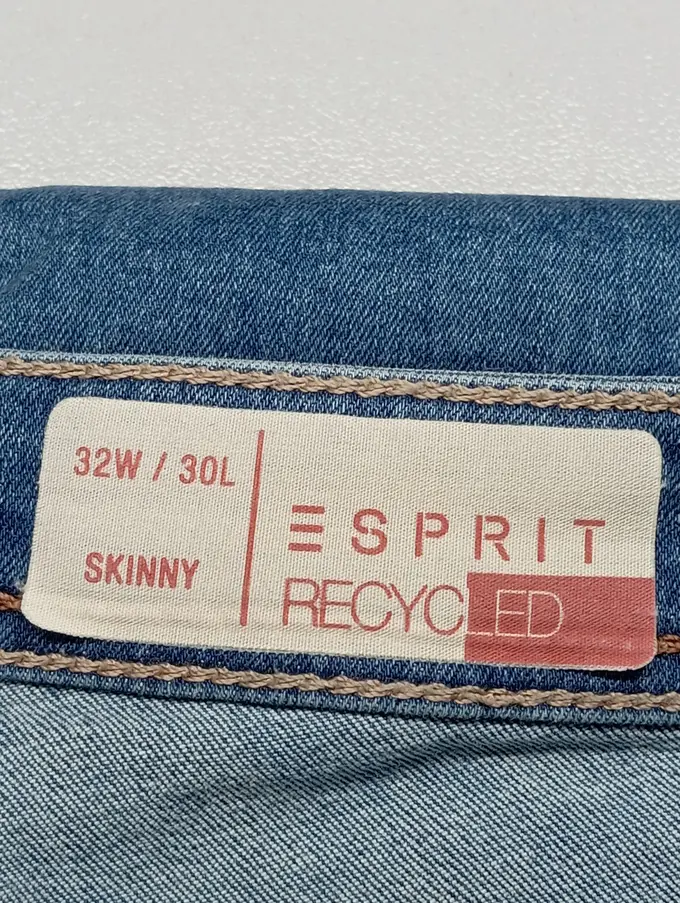 32W / 30L
SKINNY
ESPRIT
RECYCLED